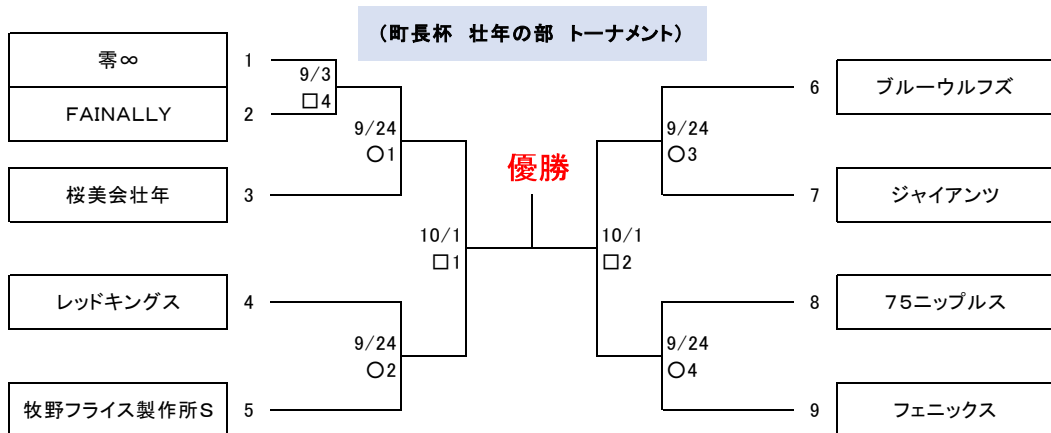 (町長杯 壮年の部 トーナメント)
零∞
1
9/3
□4
FAINALLY
2
9/24
○1
桜美会壮年
3
10/1
□1
レッドキングス
4
9/24
○2
牧野フライス製作所S
5
優勝
6
ブルーウルフズ
9/24
○3
7
ジャイアンツ
10/1
□2
8
75ニップルス
9/24
○4
9
フェニックス